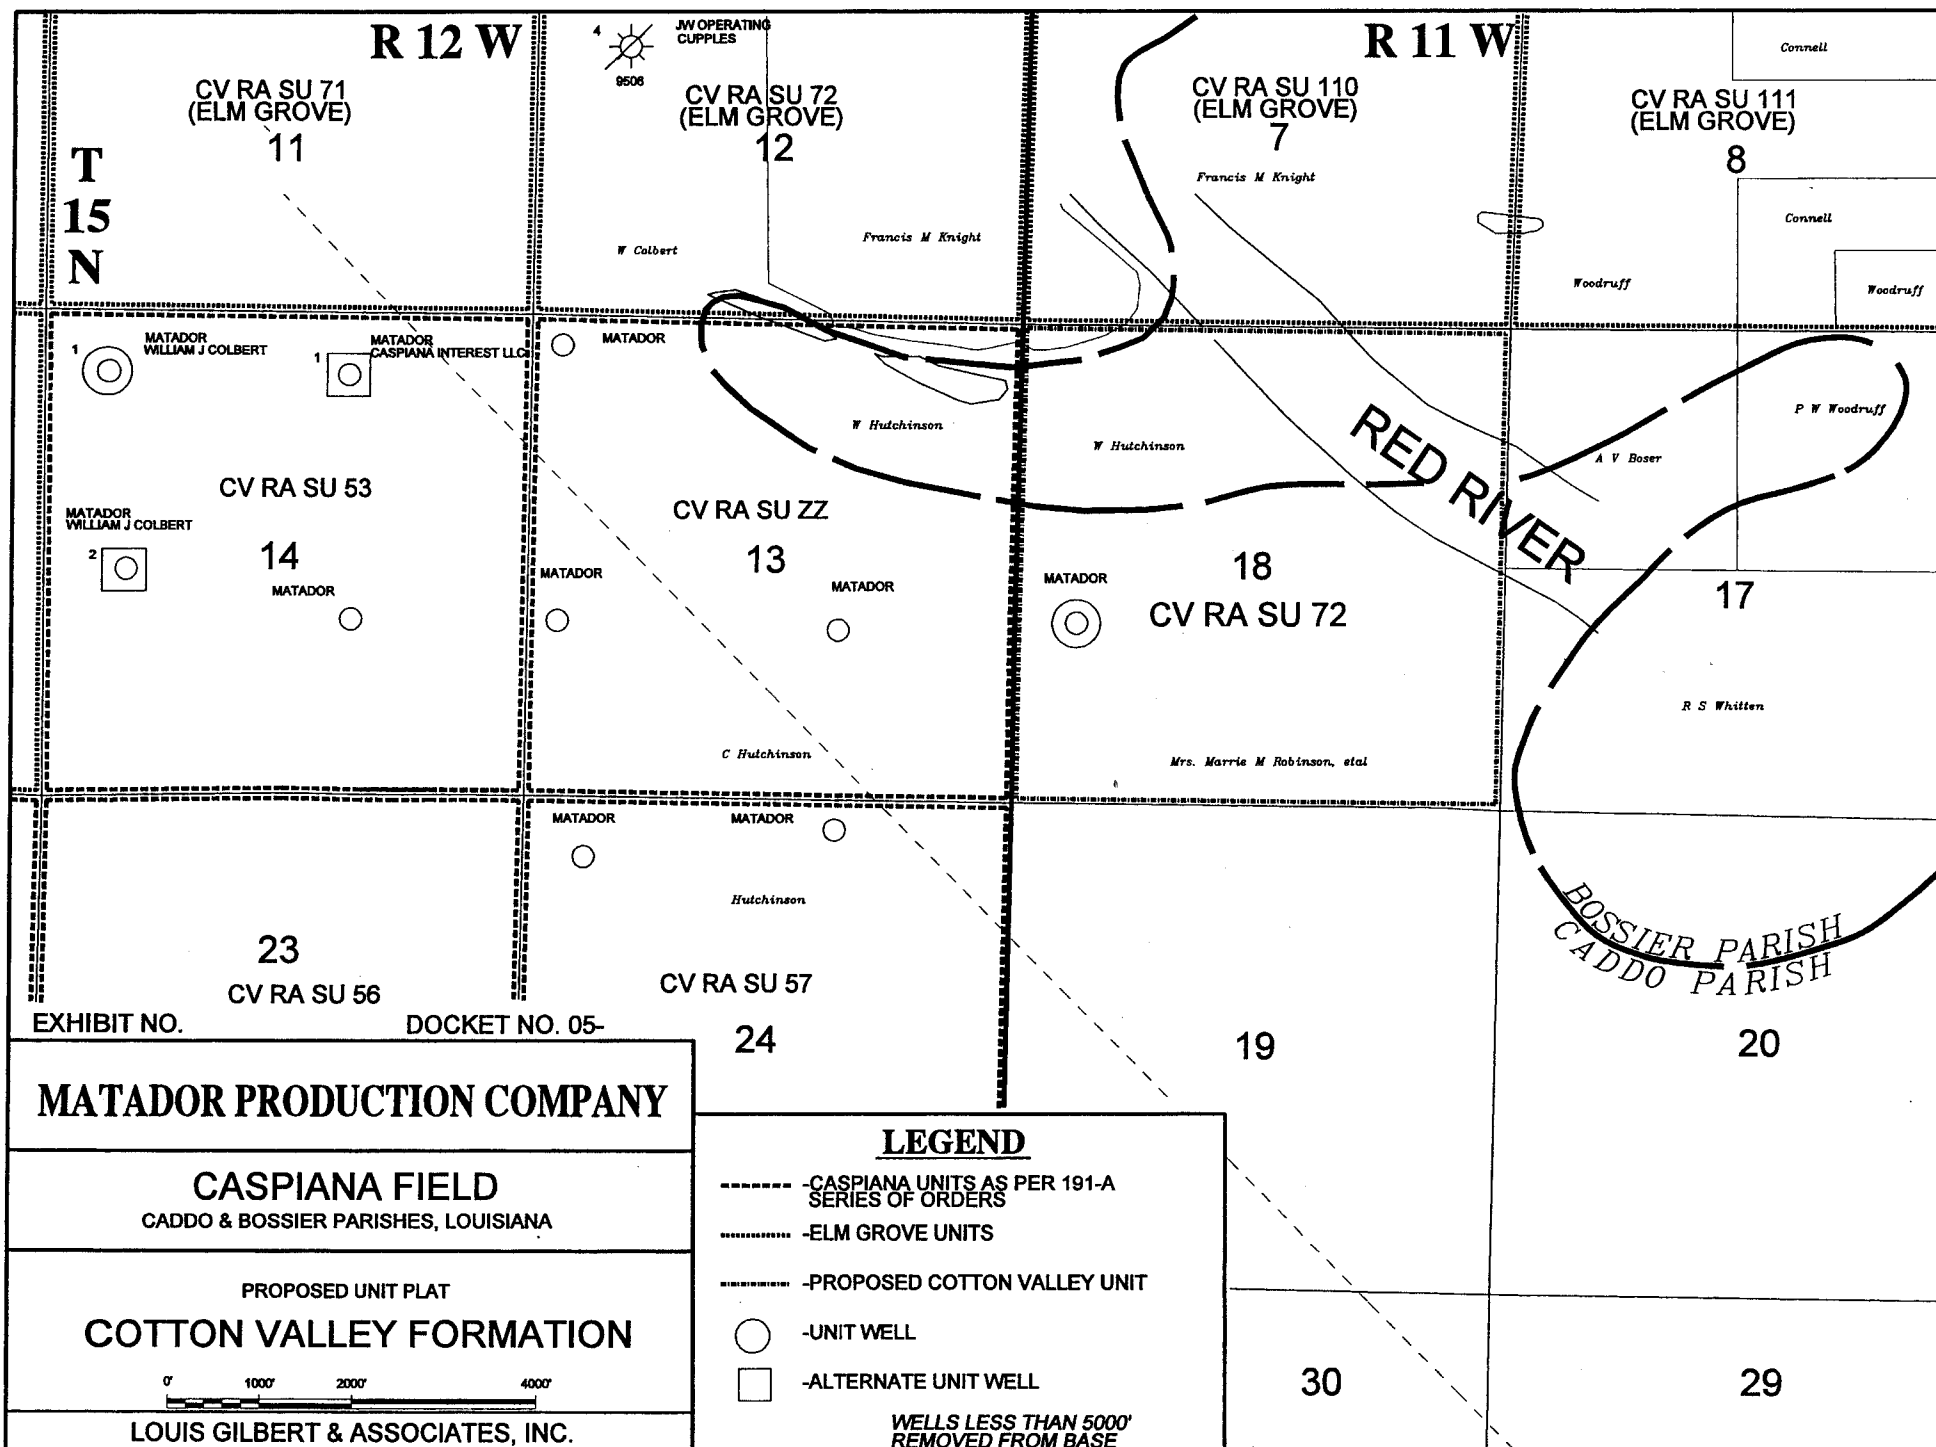 R 12 W
R 11 W
4
JW OPERATING
CUPPLES
9506
Connell
CV RA SU 71
(ELM GROVE)
11
CV RA SU 72
(ELM GROVE)
12
CV RA SU 110
(ELM GROVE)
7
CV RA SU 111
(ELM GROVE)
8
T
15
N
Francis M Knight
Connell
W Colbert
Francis M Knight
Woodruff
Woodruff
1
MATADOR
WILLIAM J COLBERT
1
MATADOR
CASPIANA INTEREST LLC
MATADOR
W Hutchinson
W Hutchinson
RED RIVER
A V Boser
P W Woodruff
CV RA SU 53
14
MATADOR
WILLIAM J COLBERT
2
MATADOR
CV RA SU ZZ
13
MATADOR
MATADOR
MATADOR
18
CV RA SU 72
17
R S Whitten
C Hutchinson
Mrs. Marrie M Robinson, etal
MATADOR
MATADOR
Hutchinson
23
CV RA SU 56
CV RA SU 57
24
19
20
BOSSIER PARISH
CADDO PARISH
EXHIBIT NO.
DOCKET NO. 05-
MATADOR PRODUCTION COMPANY
CASPIANA FIELD
CADDO & BOSSIER PARISHES, LOUISIANA
PROPOSED UNIT PLAT
COTTON VALLEY FORMATION
0'
1000'
2000'
4000'
LOUIS GILBERT & ASSOCIATES, INC.
LEGEND
-CASPIANA UNITS AS PER 191-A
SERIES OF ORDERS
-ELM GROVE UNITS
-PROPOSED COTTON VALLEY UNIT
-UNIT WELL
-ALTERNATE UNIT WELL
WELLS LESS THAN 5000'
REMOVED FROM BASE
30
29